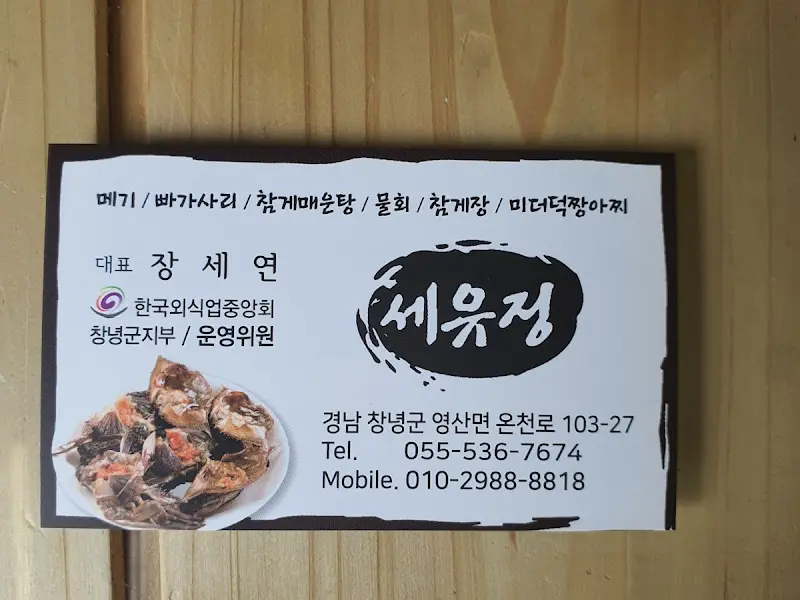 메기 / 빠가사리 / 참게매운탕 / 물회 / 참게장 / 미더덕짱아찌
대표 장 세 연
한국외식업중앙회
창녕군지부 / 운영위원
세유정
경남 창녕군 영산면 온천로 103-27
Tel. 055-536-7674
Mobile. 010-2988-8818